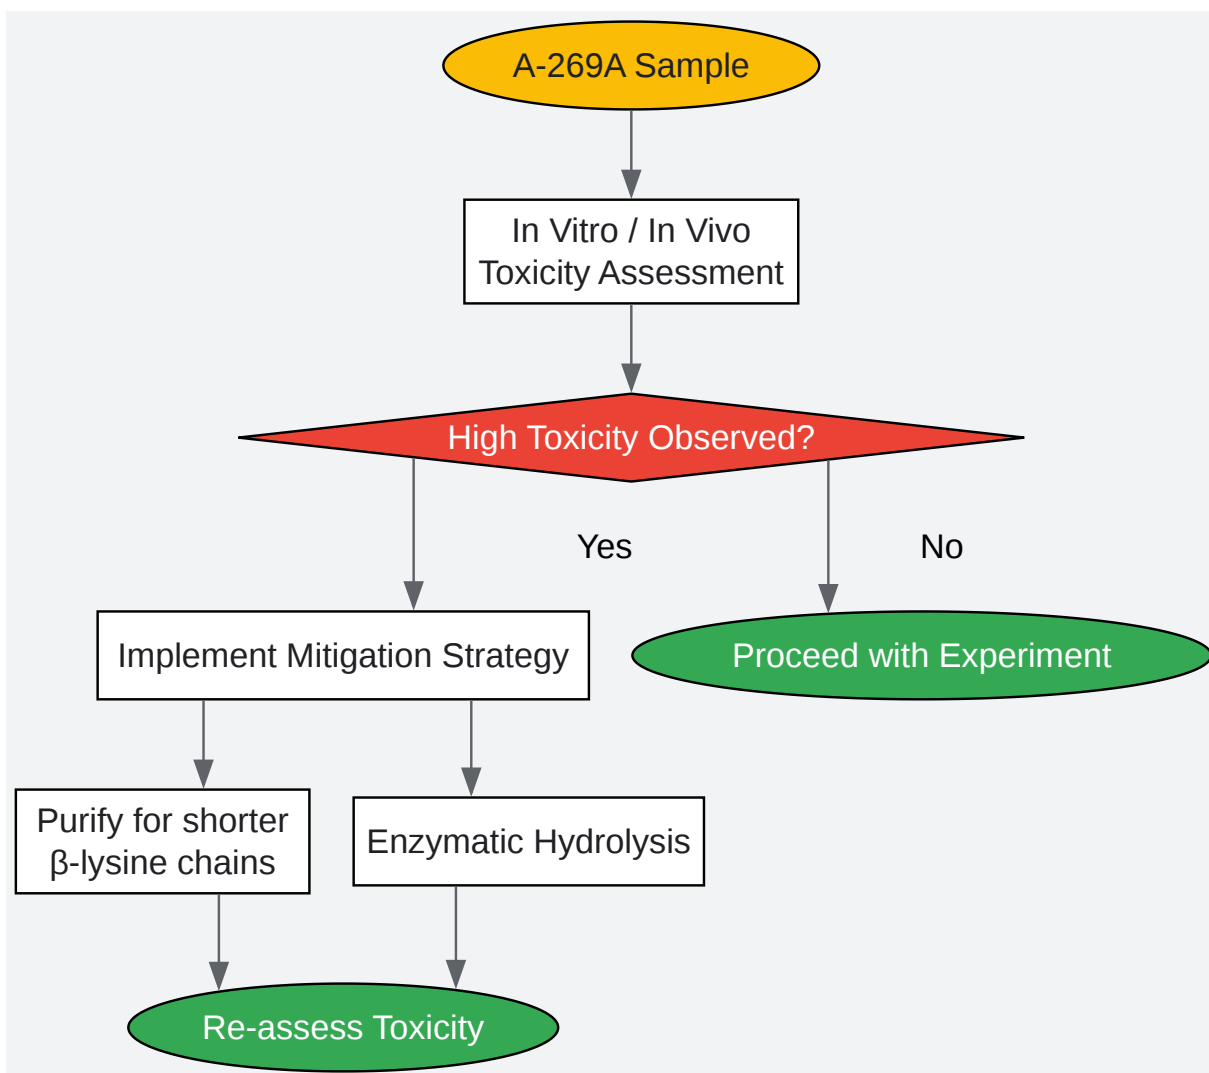 A-269A Sample
In Vitro / In Vivo
Toxicity Assessment
High Toxicity Observed?
Yes
No
Implement Mitigation Strategy
Proceed with Experiment
Purify for shorter
β-lysine chains
Enzymatic Hydrolysis
Re-assess Toxicity